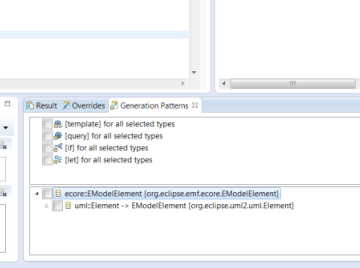 Result Overrides Generation Patterns
[template] for all selected types
[query] for all selected types
[if] for all selected types
[let] for all selected types
ecore::EModelElement [org.eclipse.emf.ecore.EModelElement]
uml::Element -> EModelElement [org.eclipse.uml2.uml.Element]